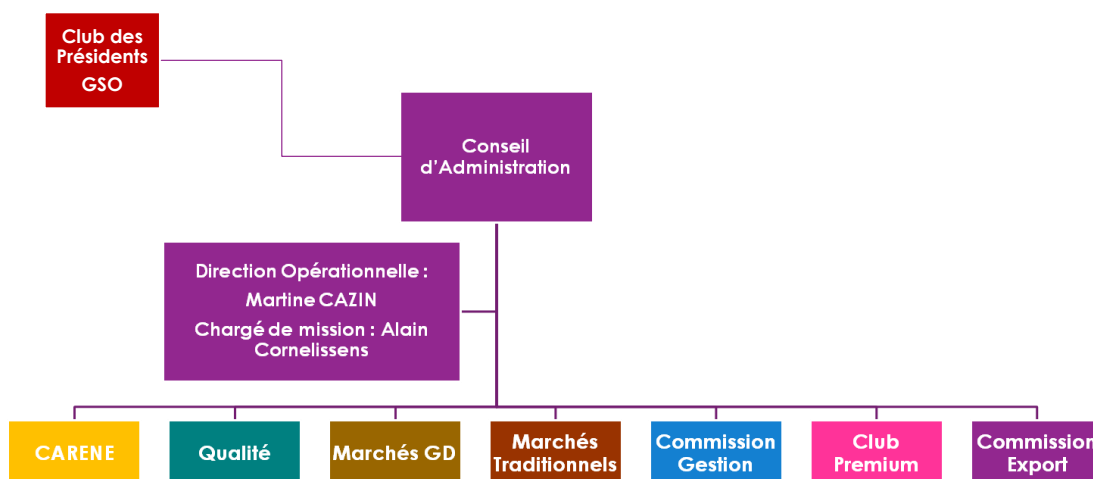 Club des
Présidents
GSO
Conseil
d'Administration
Direction Opérationnelle :
Martine CAZIN
Chargé de mission : Alain
Cornelissens
CARENE
Qualité
Marchés GD
Marchés
Traditionnels
Commission
Gestion
Club
Premium
Commission
Export